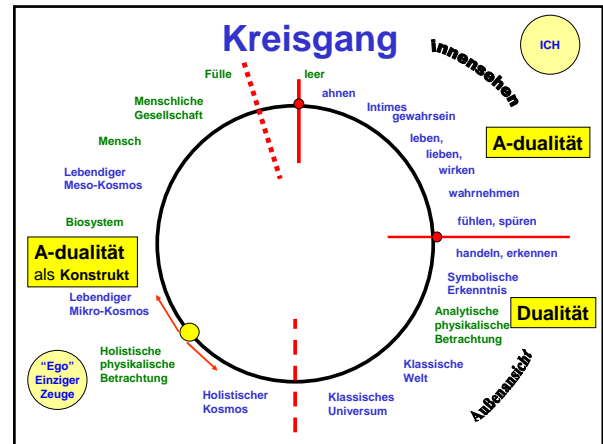 Kreisgang
Innensehen
ICH
Fülle
leer
ahnen
Intimes
gewahrsein
leben,
lieben,
wirken
wahrnehmen
A-dualität
fühlen, spüren
handeln, erkennen
Symbolische
Erkenntnis
Analytische
physikalische
Betrachtung
Dualität
Klassische
Welt
Außenansicht
Klassisches
Universum
Holistischer
Kosmos
Holistische
physikalische
Betrachtung
"Ego"
Einziger
Zeuge
Lebendiger
Mikro-Kosmos
A-dualität
als Konstrukt
Biosystem
Lebendiger
Meso-Kosmos
Mensch
Menschliche
Gesellschaft